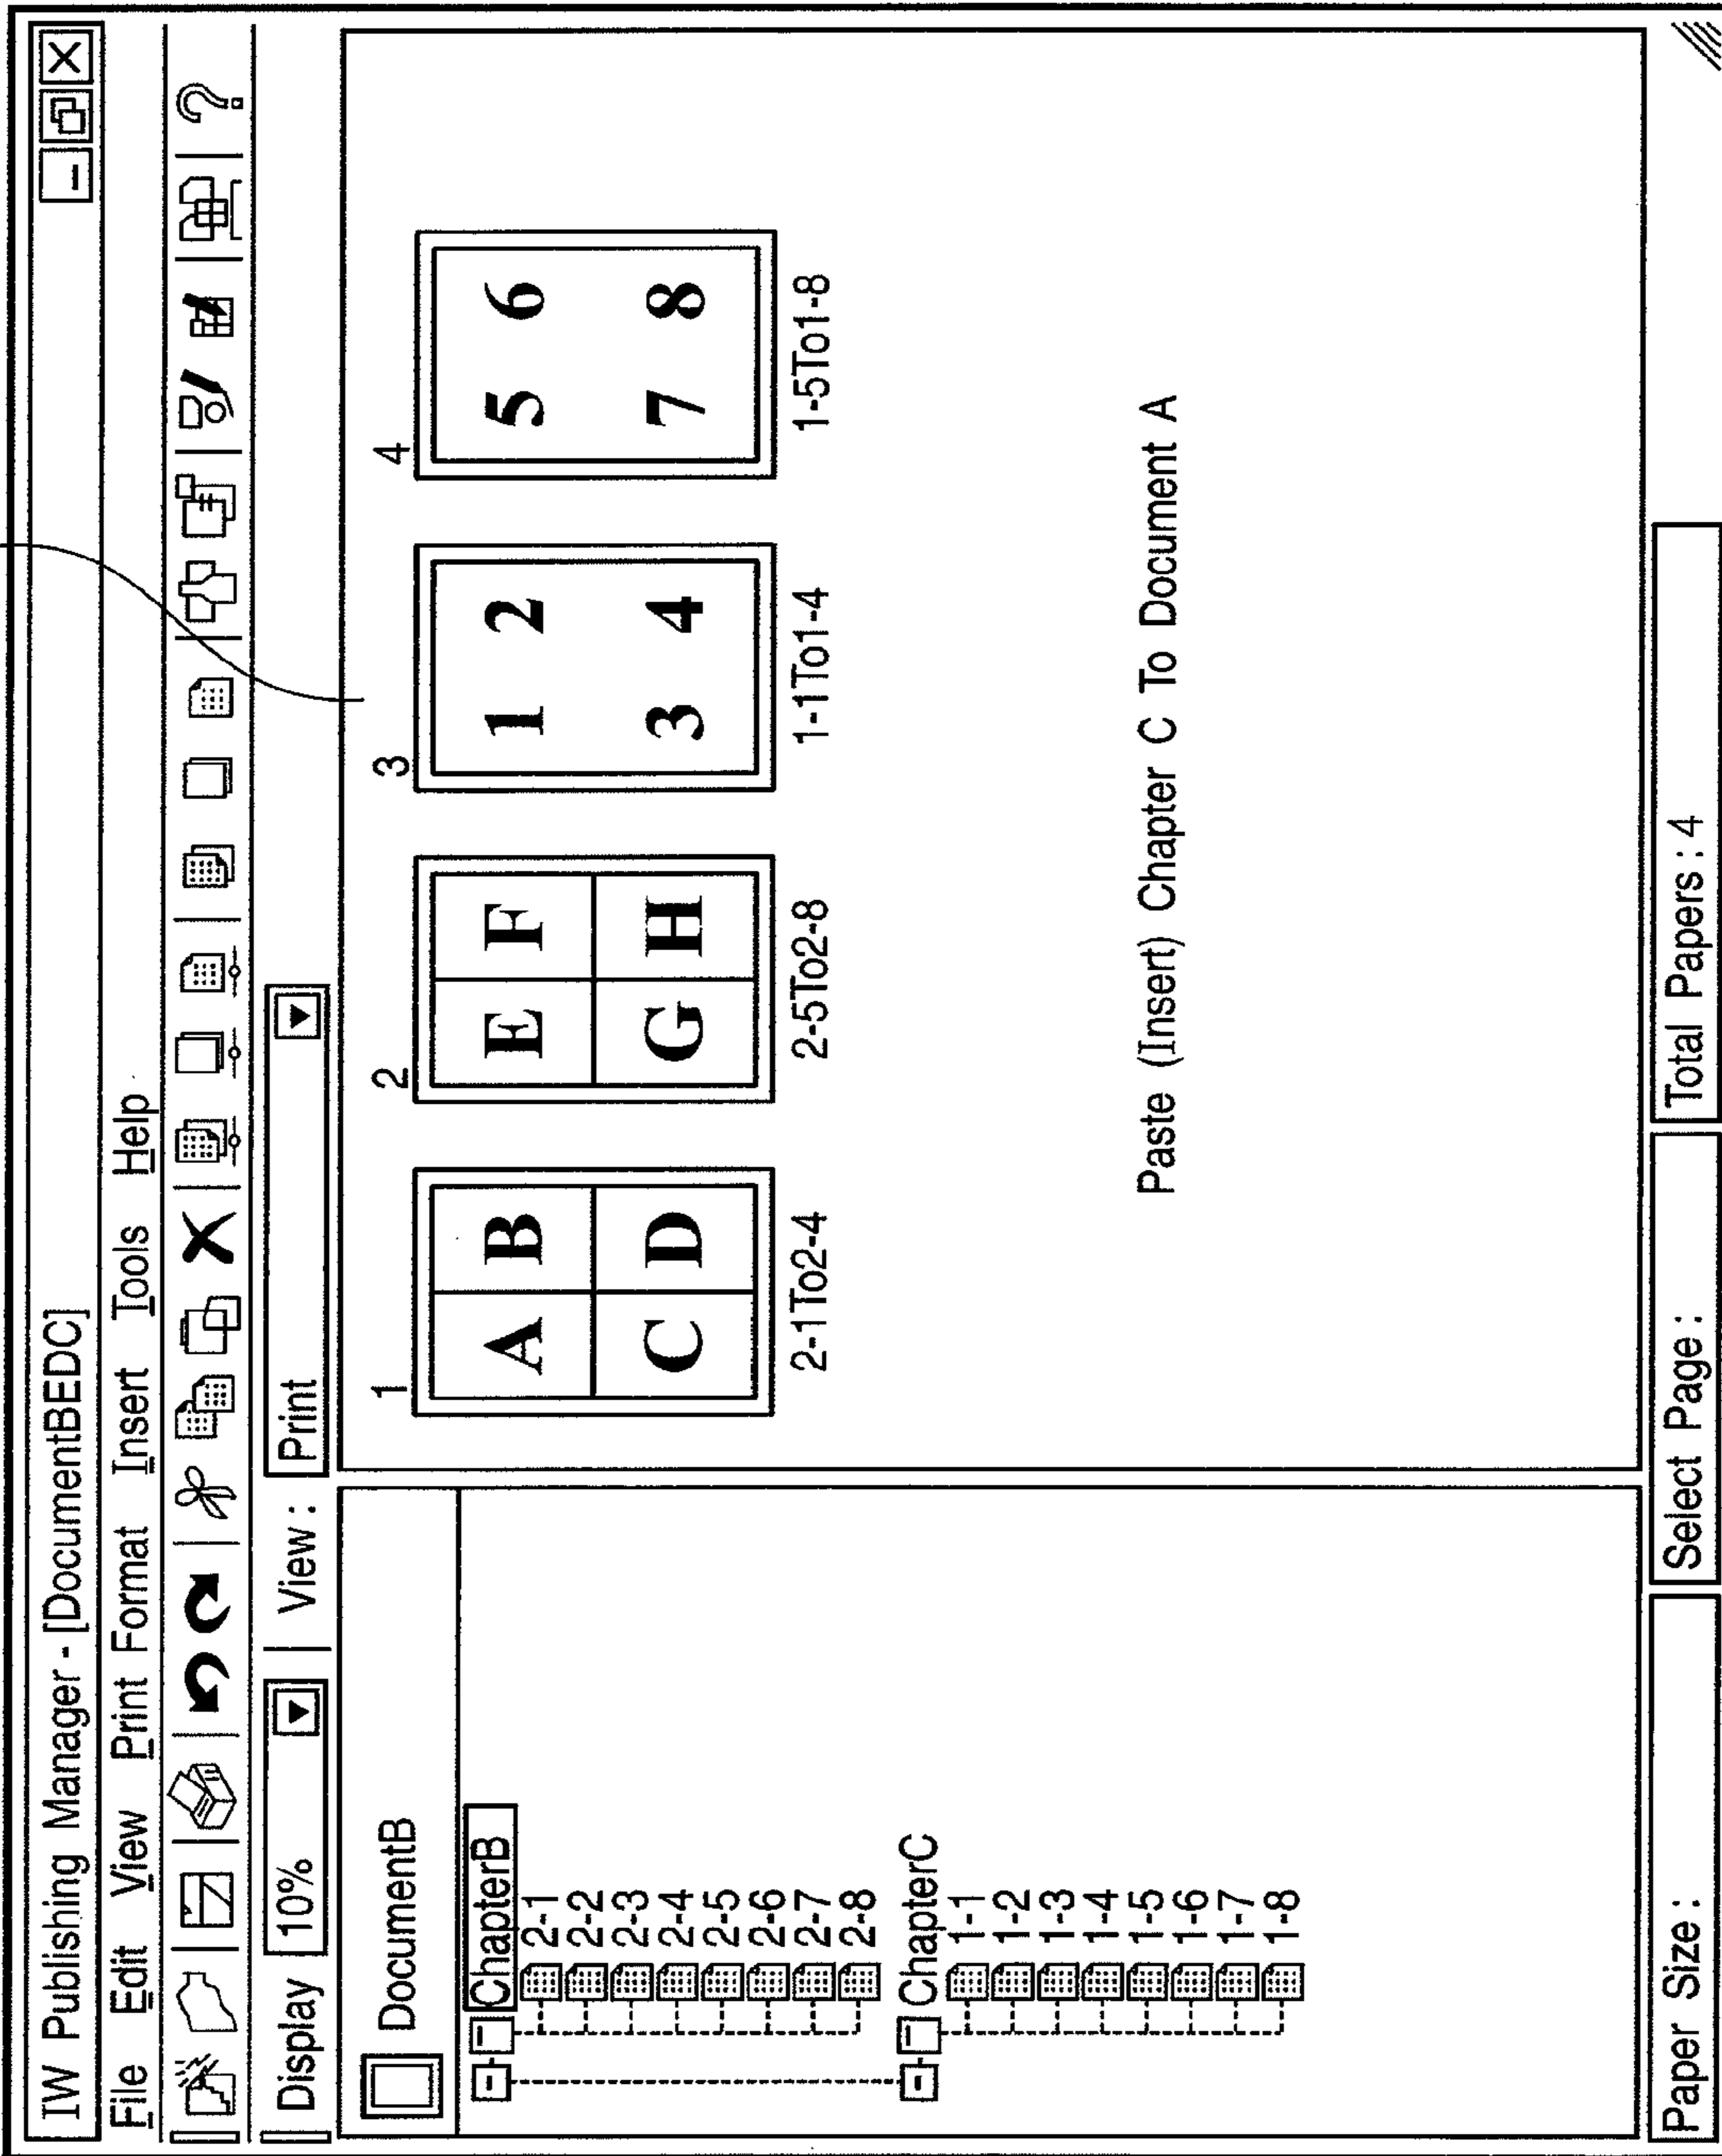 IW Publishing Manager - [DocumentBEDC]
File Edit View Print Format Insert Tools Help
?
Display 10% View : Print
DocumentB
ChapterB
2-1
2-2
2-3
2-4
2-5
2-6
2-7
2-8
ChapterC
1-1
1-2
1-3
1-4
1-5
1-6
1-7
1-8
1 2 3 4
A B E F 1 2 5 6
C D G H 3 4 7 8
2-1To2-4 2-5To2-8 1-1To1-4 1-5To1-8
Paste (Insert) Chapter C To Document A
Paper Size : Select Page : Total Papers : 4